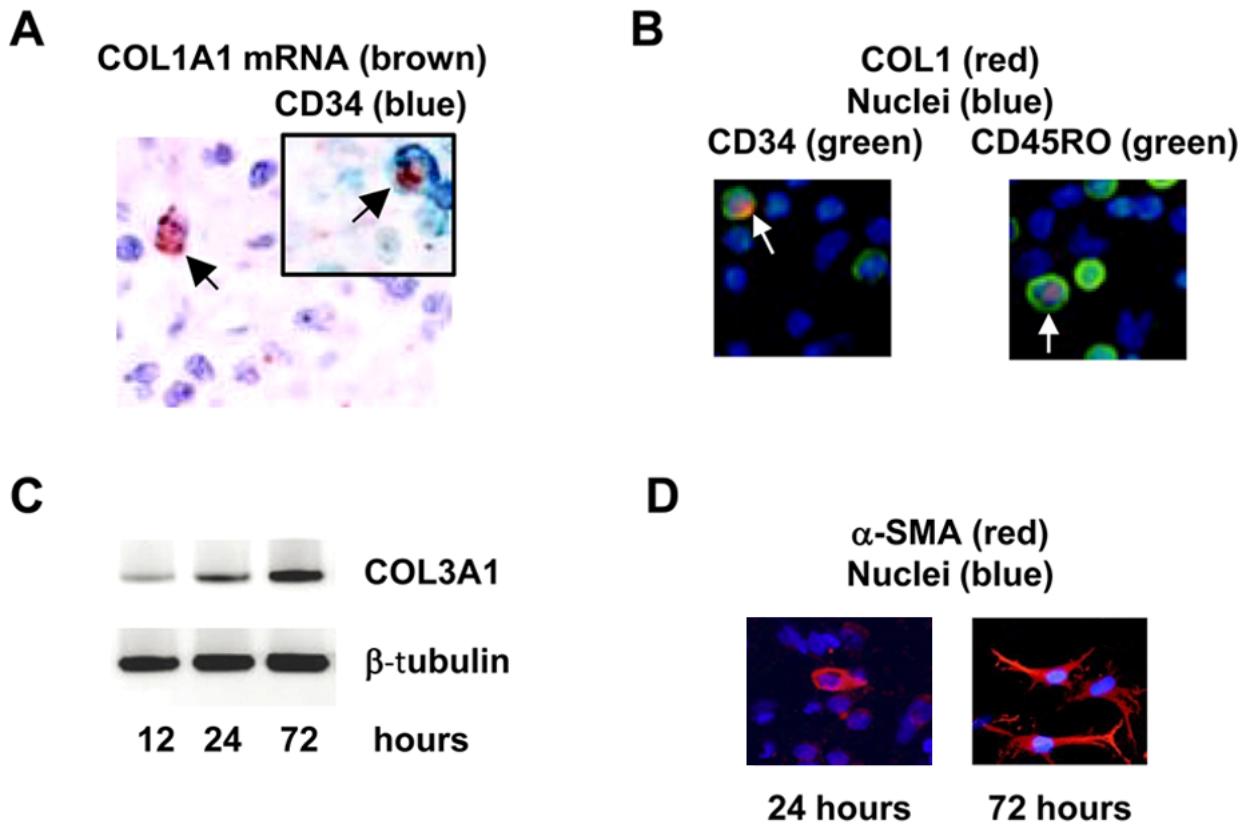 A
COL1A1 mRNA (brown)
CD34 (blue)
B
COL1 (red)
Nuclei (blue)
CD34 (green) CD45RO (green)
C
COL3A1
β-tubulin
12 24 72 hours
D
α-SMA (red)
Nuclei (blue)
24 hours 72 hours